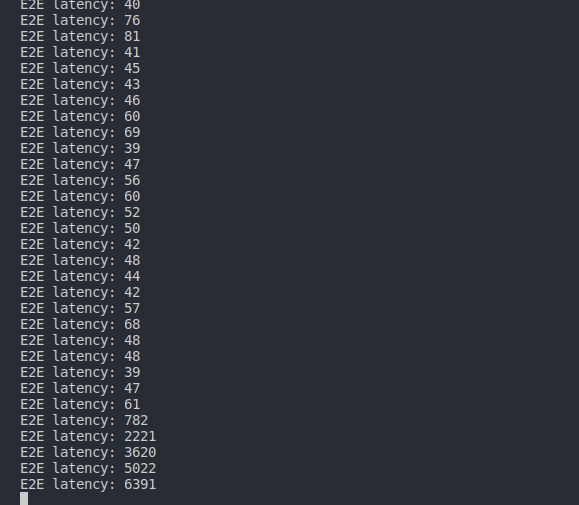 E2E latency: 40
E2E latency: 76
E2E latency: 81
E2E latency: 41
E2E latency: 45
E2E latency: 43
E2E latency: 46
E2E latency: 60
E2E latency: 69
E2E latency: 39
E2E latency: 47
E2E latency: 56
E2E latency: 60
E2E latency: 52
E2E latency: 50
E2E latency: 42
E2E latency: 48
E2E latency: 44
E2E latency: 42
E2E latency: 57
E2E latency: 68
E2E latency: 48
E2E latency: 48
E2E latency: 39
E2E latency: 47
E2E latency: 61
E2E latency: 782
E2E latency: 2221
E2E latency: 3620
E2E latency: 5022
E2E latency: 6391